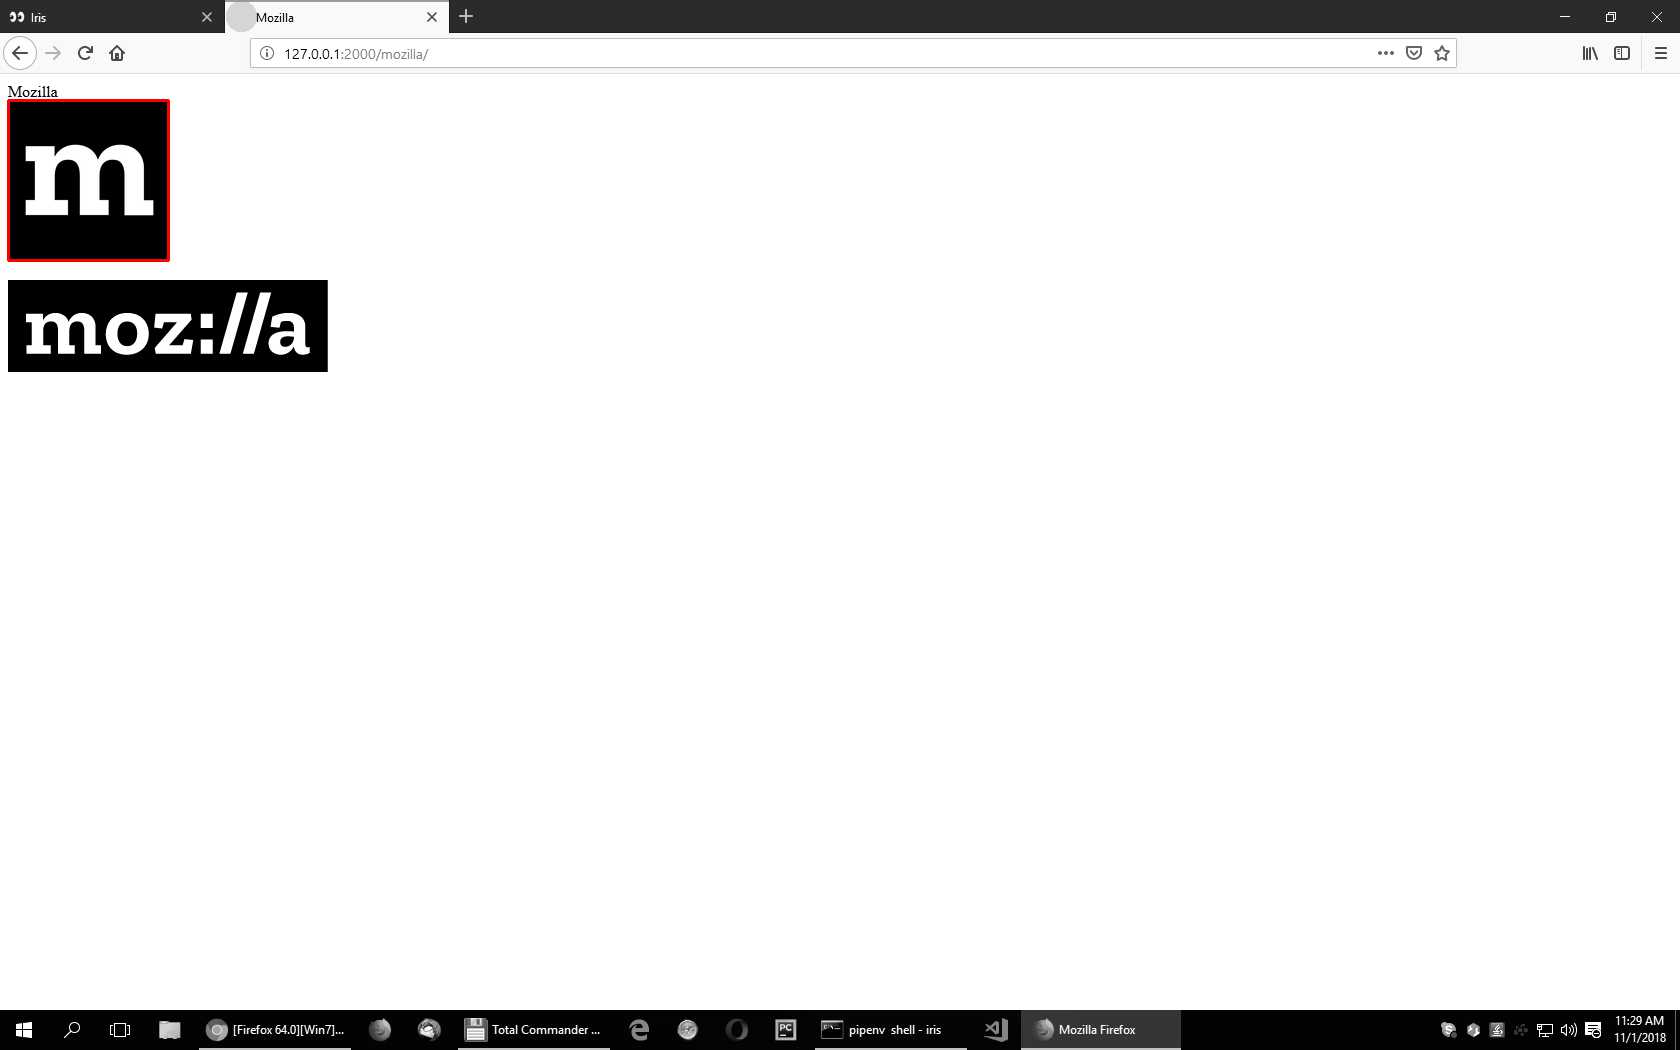 Iris
Mozilla
127.0.0.1:2000/mozilla/
Mozilla
m
moz://a
[Firefox 64.0][Win7]...
Total Commander ...
PC
pipenv shell - iris
Mozilla Firefox
11:29 AM
11/1/2018